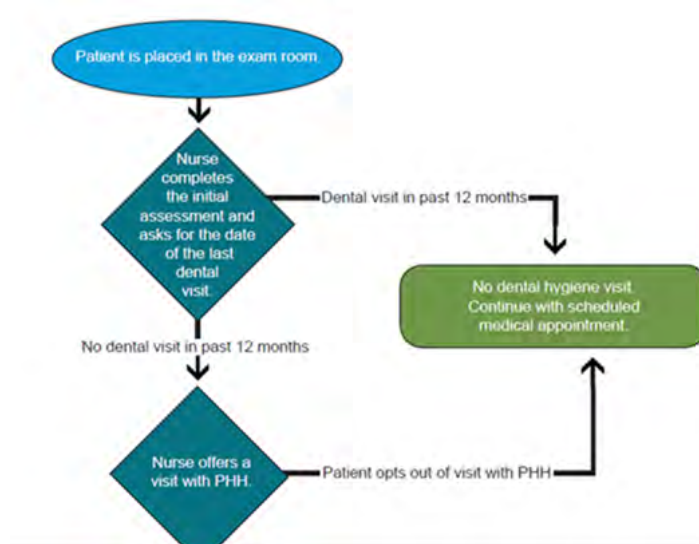 Patient is placed in the exam room.
Nurse
completes
the initial
assessment and
asks for the date
of the last
dental
visit.
Dental visit in past 12 months
No dental hygiene visit.
Continue with scheduled
medical appointment.
No dental visit in past 12 months
Nurse offers a
visit with PHH.
Patient opts out of visit with PHH